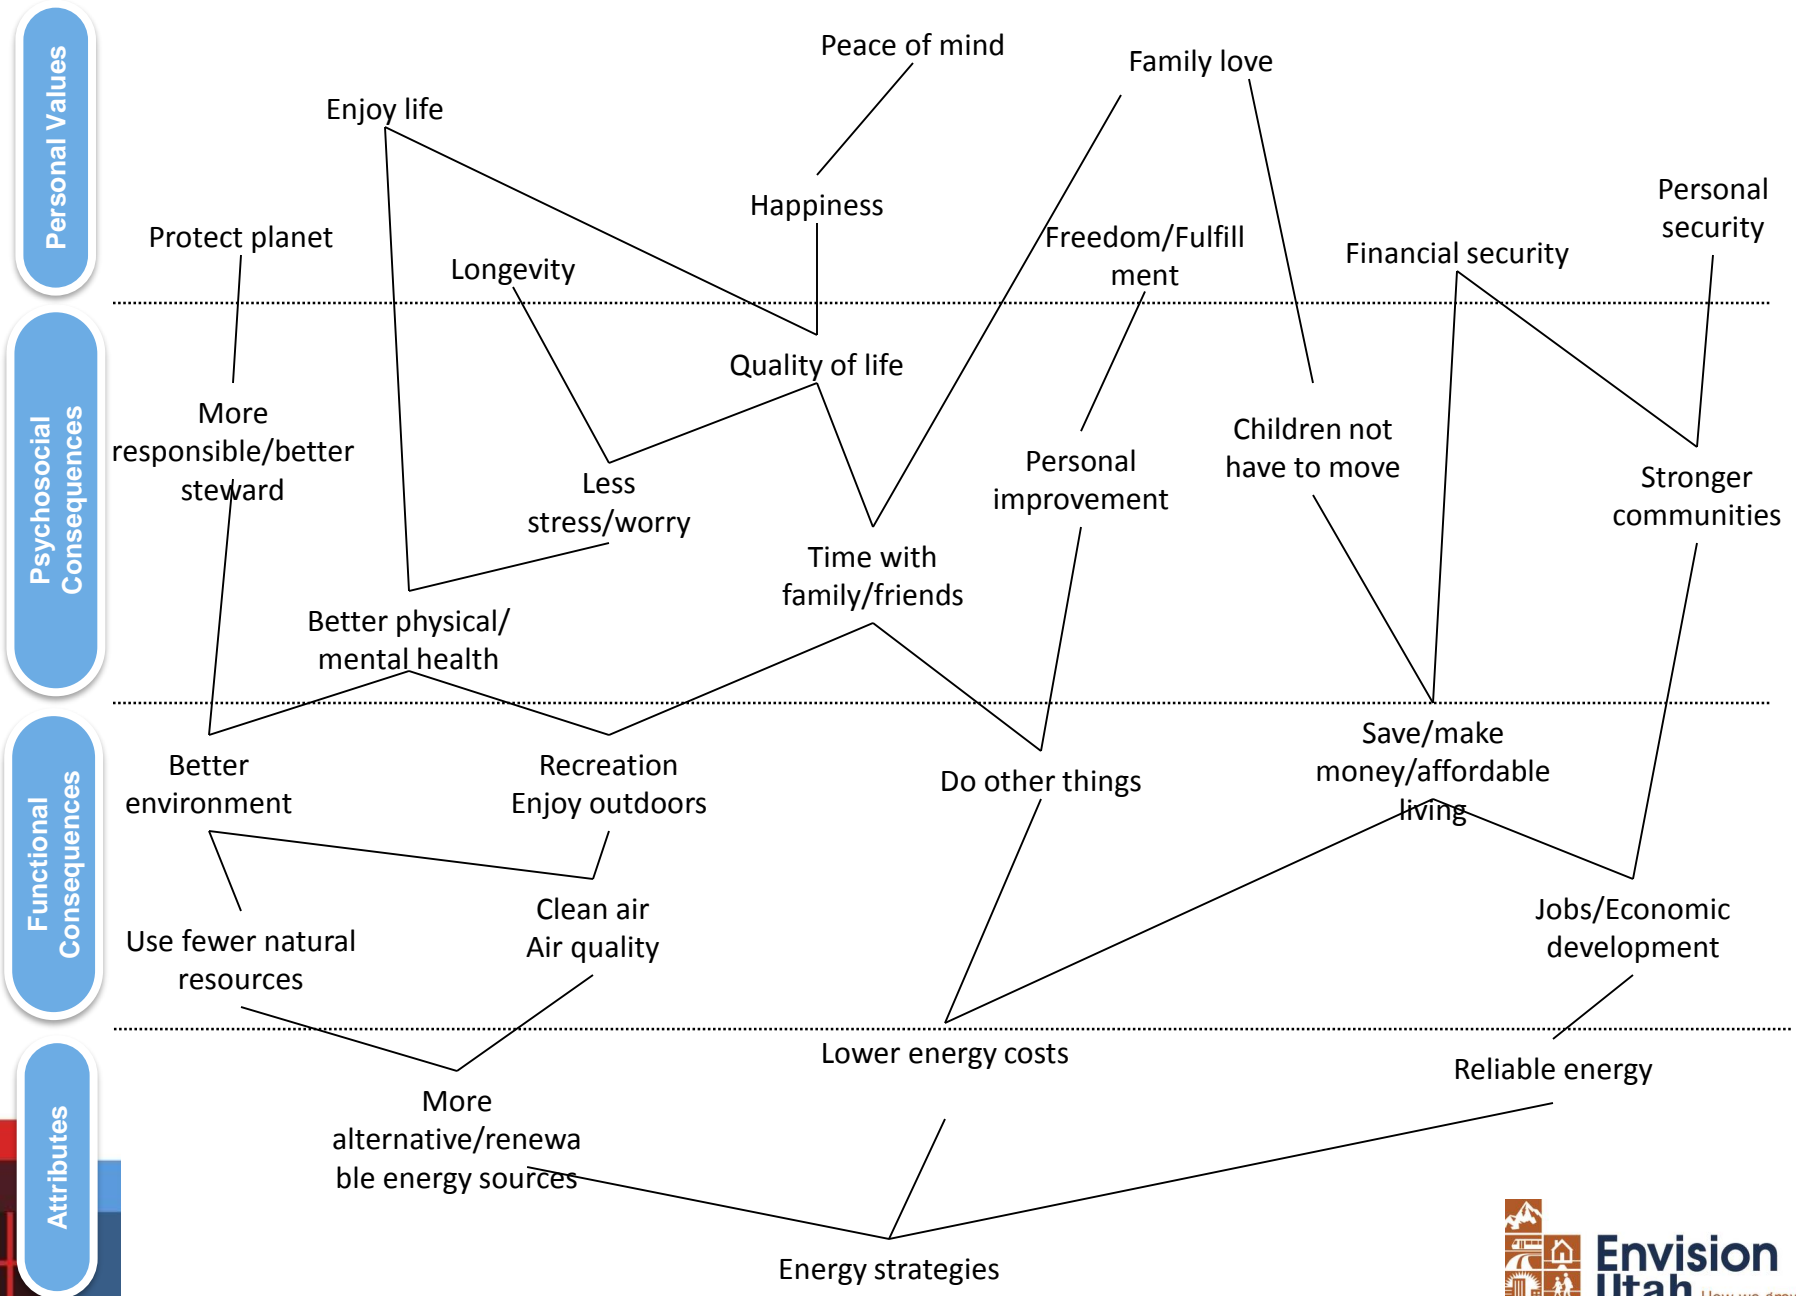 Personal Values
Peace of mind
Family love
Enjoy life
Happiness
Personal
security
Protect planet
Longevity
Freedom/Fulfill
ment
Financial security
Psychosocial
Consequences
Quality of life
More
responsible/better
steward
Less
stress/worry
Personal
improvement
Children not
have to move
Stronger
communities
Time with
family/friends
Better physical/
mental health
Functional
Consequences
Better
environment
Recreation
Enjoy outdoors
Do other things
Save/make
money/affordable
living
Use fewer natural
resources
Clean air
Air quality
Jobs/Economic
development
Attributes
Lower energy costs
Reliable energy
More
alternative/renewa
ble energy sources
Energy strategies
Envision
Utah